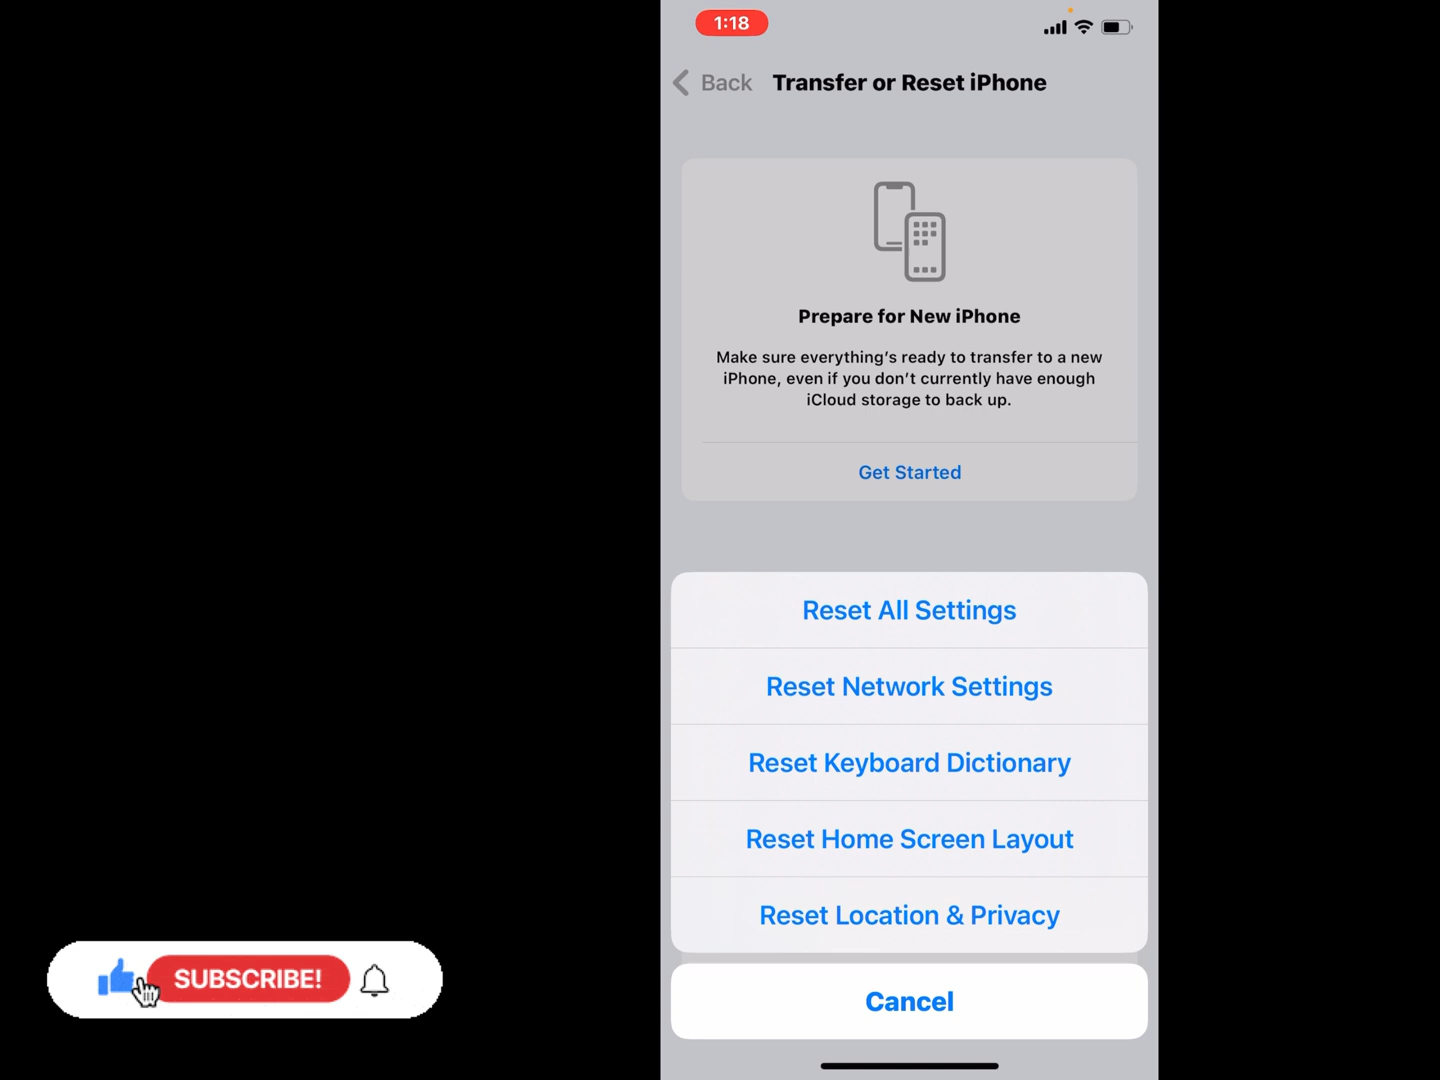 1:18
Back
Transfer or Reset iPhone
Prepare for New iPhone
Make sure everything's ready to transfer to a new
iPhone, even if you don't currently have enough
iCloud storage to back up.
Get Started
Reset All Settings
Reset Network Settings
Reset Keyboard Dictionary
Reset Home Screen Layout
Reset Location & Privacy
Cancel
SUBSCRIBE!